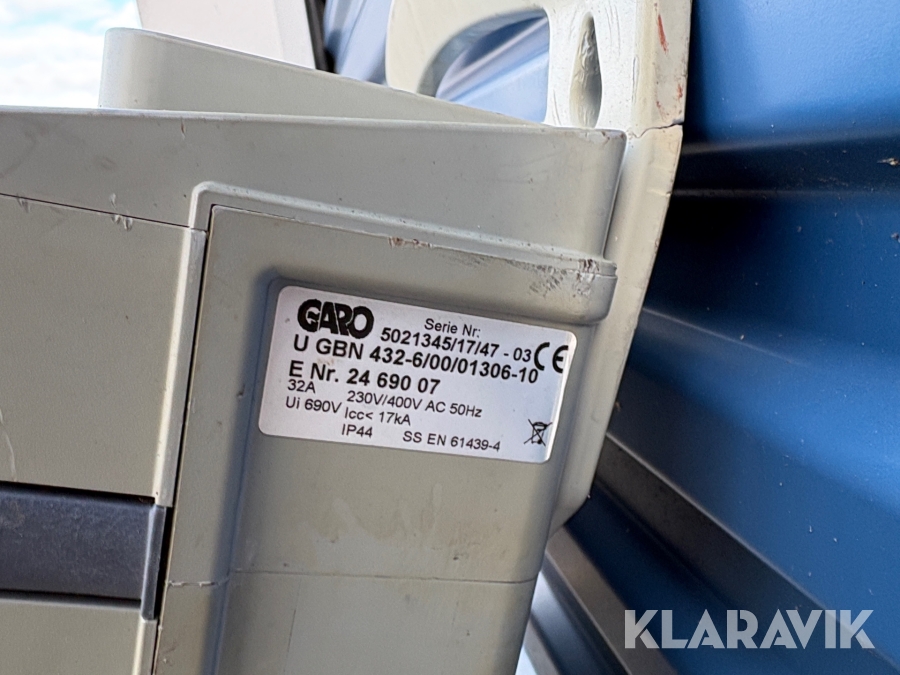 GARO
Serie Nr:
5021345/17/47 - 03 CE
U GBN 432-6/00/01306-10
E Nr. 24 690 07
32A 230V/400V AC 50Hz
Ui 690V Icc< 17kA
IP44 SS EN 61439-4
KLARAVIK